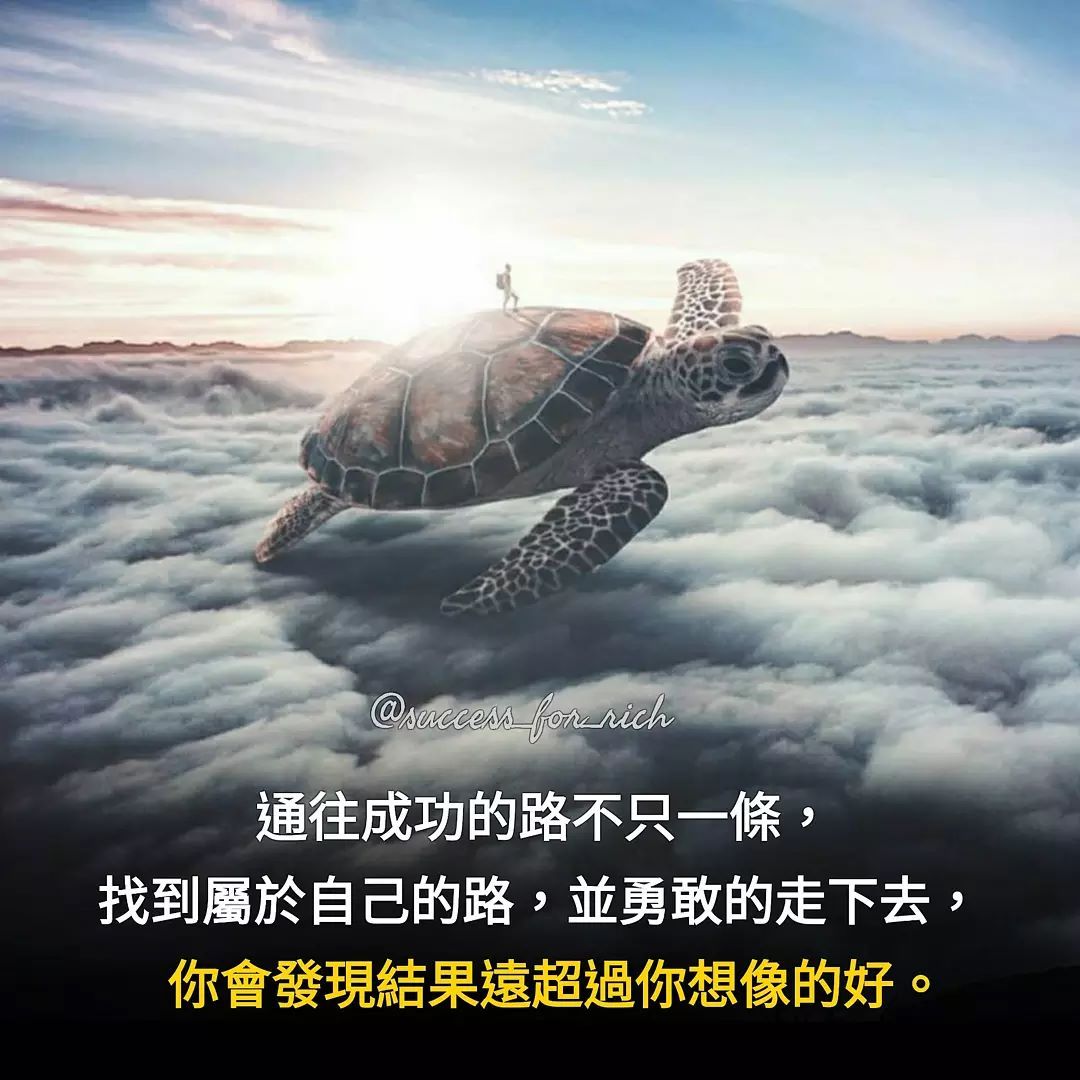 @success_for_rich
通往成功的路不只一條，
找到屬於自己的路，並勇敢的走下去，
你會發現結果遠超過你想像的好。